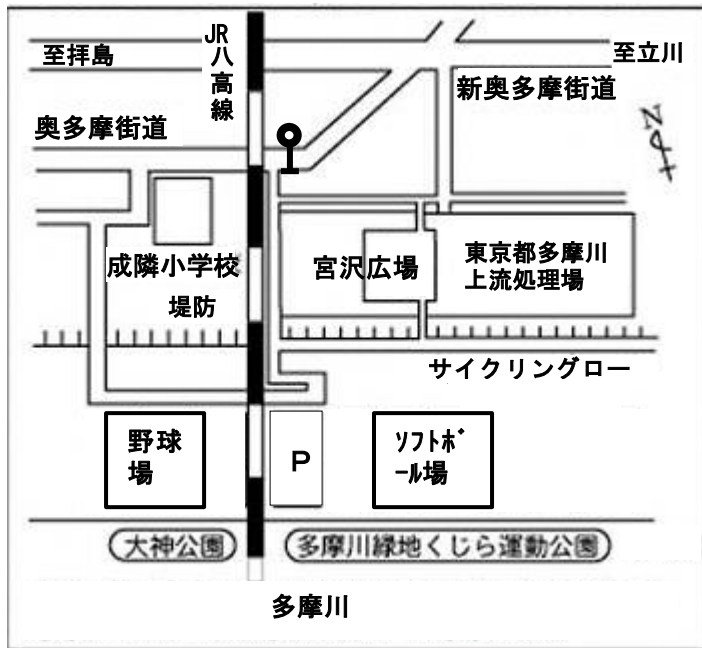 至拝島
JR八高線
至立川
新奥多摩街道
奥多摩街道
N
成隣小学校
宮沢広場
東京都多摩川
上流処理場
堤防
サイクリングロー
野球
場
P
ソフトボ
ール場
大神公園
多摩川緑地くじら運動公園
多摩川